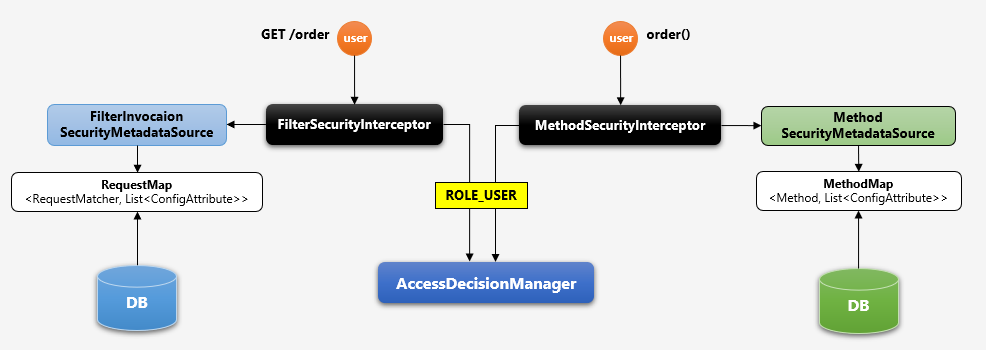 GET /order
user
user
order()
FilterInvocaion
SecurityMetadataSource
FilterSecurityInterceptor
MethodSecurityInterceptor
Method
SecurityMetadataSource
RequestMap
<RequestMatcher, List<ConfigAttribute>>
ROLE_USER
MethodMap
<Method, List<ConfigAttribute>>
DB
AccessDecisionManager
DB